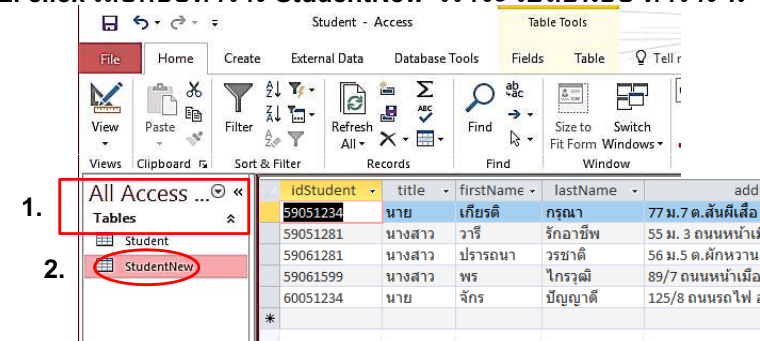 Student - Access
Table Tools
File Home Create External Data Database Tools Fields Table Tell
View Paste Filter Refresh All Find Size to Fit Form Switch Windows
Views Clipboard Sort & Filter Records Find Window
1.
All Access ...
Tables
Student
2.
StudentNew
idStudent title firstName lastName add
59051234 นาย เกียรติ กรุณา 77 ม.7 ต.สันผีเสื้อ
59051281 นางสาว วารี รักอาชีพ 55 ม. 3 ถนนหน้าเมื
59061281 นางสาว ปรารถนา วรชาติ 56 ม.5 ต.ผักหวาน
59061599 นางสาว พร ไกรวุฒิ 89/7 ถนนหน้าเมือ
60051234 นาย จักร ปัญญาดี 125/8 ถนนรถไฟ